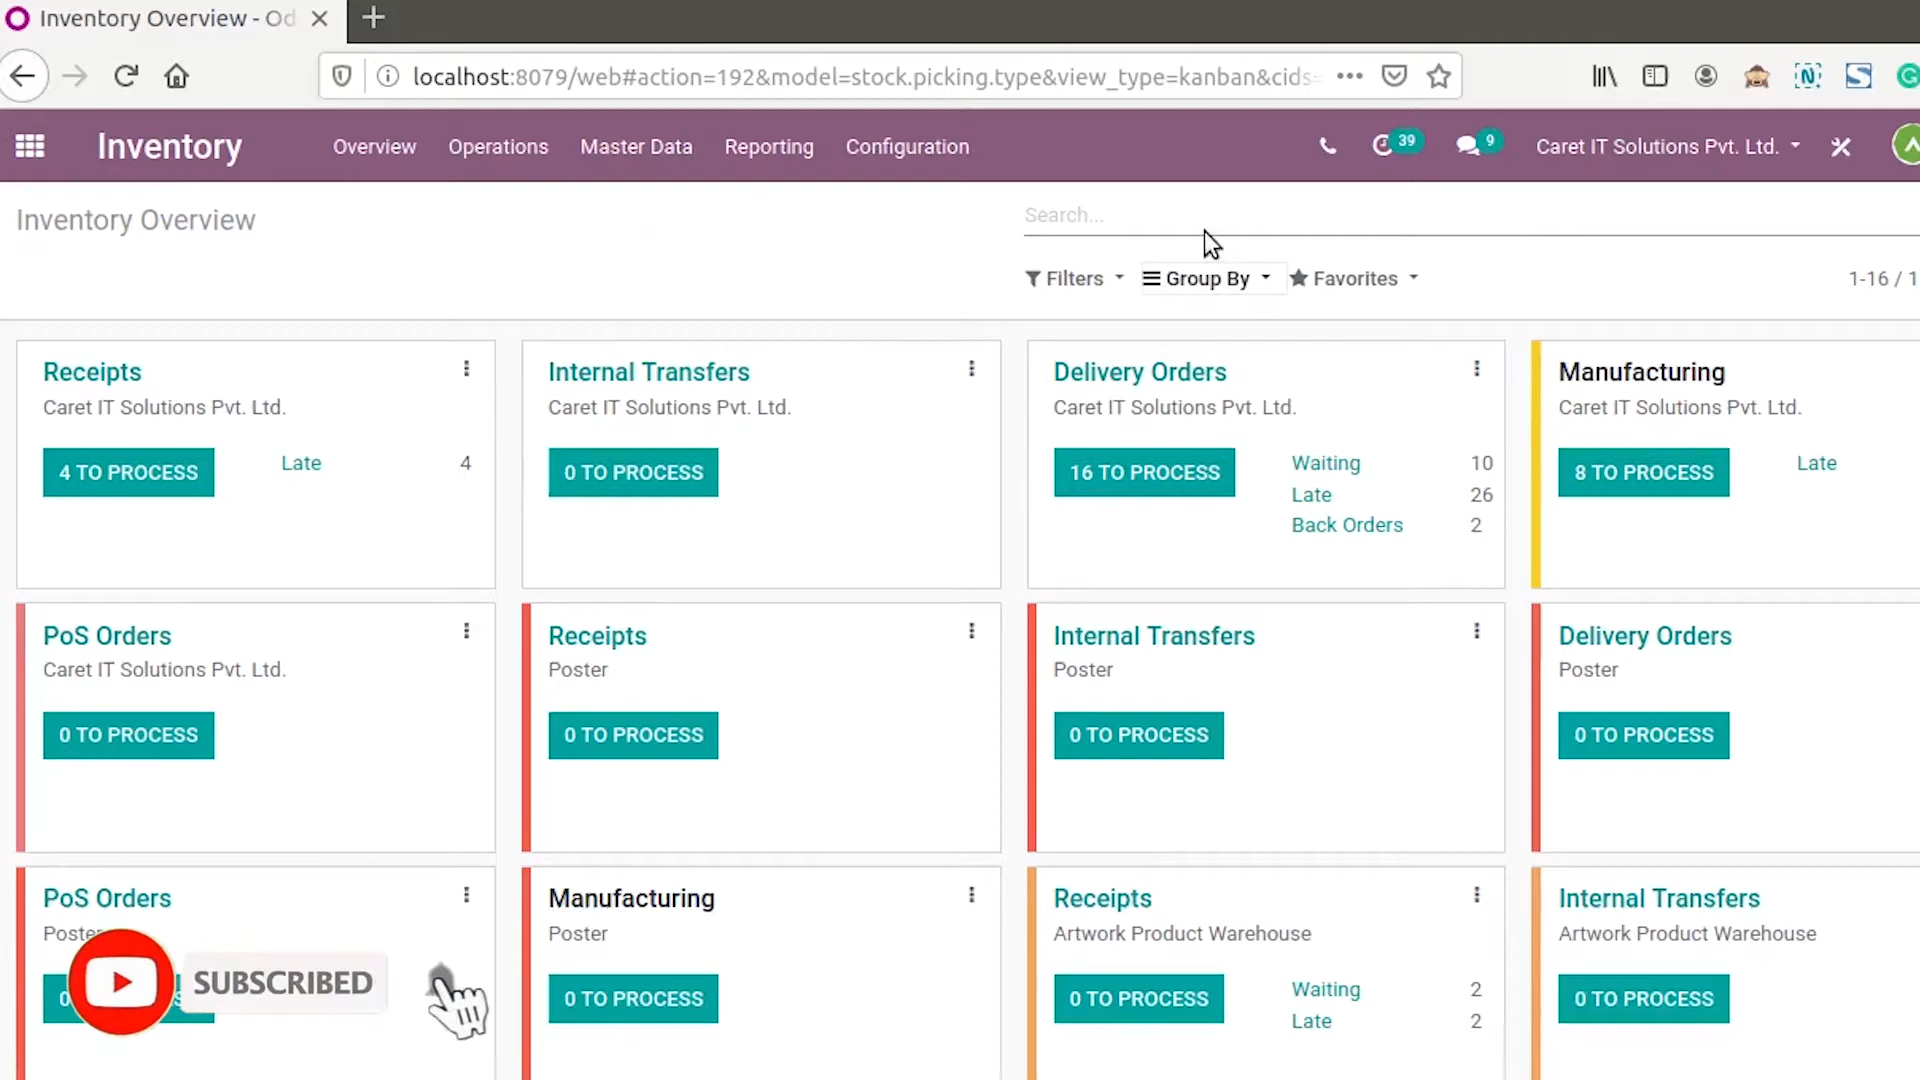 Inventory Overview - Od
localhost:8079/web#action=192&model=stock.picking.type&view_type=kanban&cids=
Inventory
Overview
Operations
Master Data
Reporting
Configuration
39
9
Caret IT Solutions Pvt. Ltd.
Inventory Overview
Search...
Filters
Group By
Favorites
1-16 / 1
Receipts
Caret IT Solutions Pvt. Ltd.
4 TO PROCESS
Late 4
Internal Transfers
Caret IT Solutions Pvt. Ltd.
0 TO PROCESS
Delivery Orders
Caret IT Solutions Pvt. Ltd.
16 TO PROCESS
Waiting 10
Late 26
Back Orders 2
Manufacturing
Caret IT Solutions Pvt. Ltd.
8 TO PROCESS
Late
PoS Orders
Caret IT Solutions Pvt. Ltd.
0 TO PROCESS
Receipts
Poster
0 TO PROCESS
Internal Transfers
Poster
0 TO PROCESS
Delivery Orders
Poster
0 TO PROCESS
PoS Orders
Poster
0
SUBSCRIBED
Manufacturing
Poster
0 TO PROCESS
Receipts
Artwork Product Warehouse
0 TO PROCESS
Waiting 2
Late 2
Internal Transfers
Artwork Product Warehouse
0 TO PROCESS